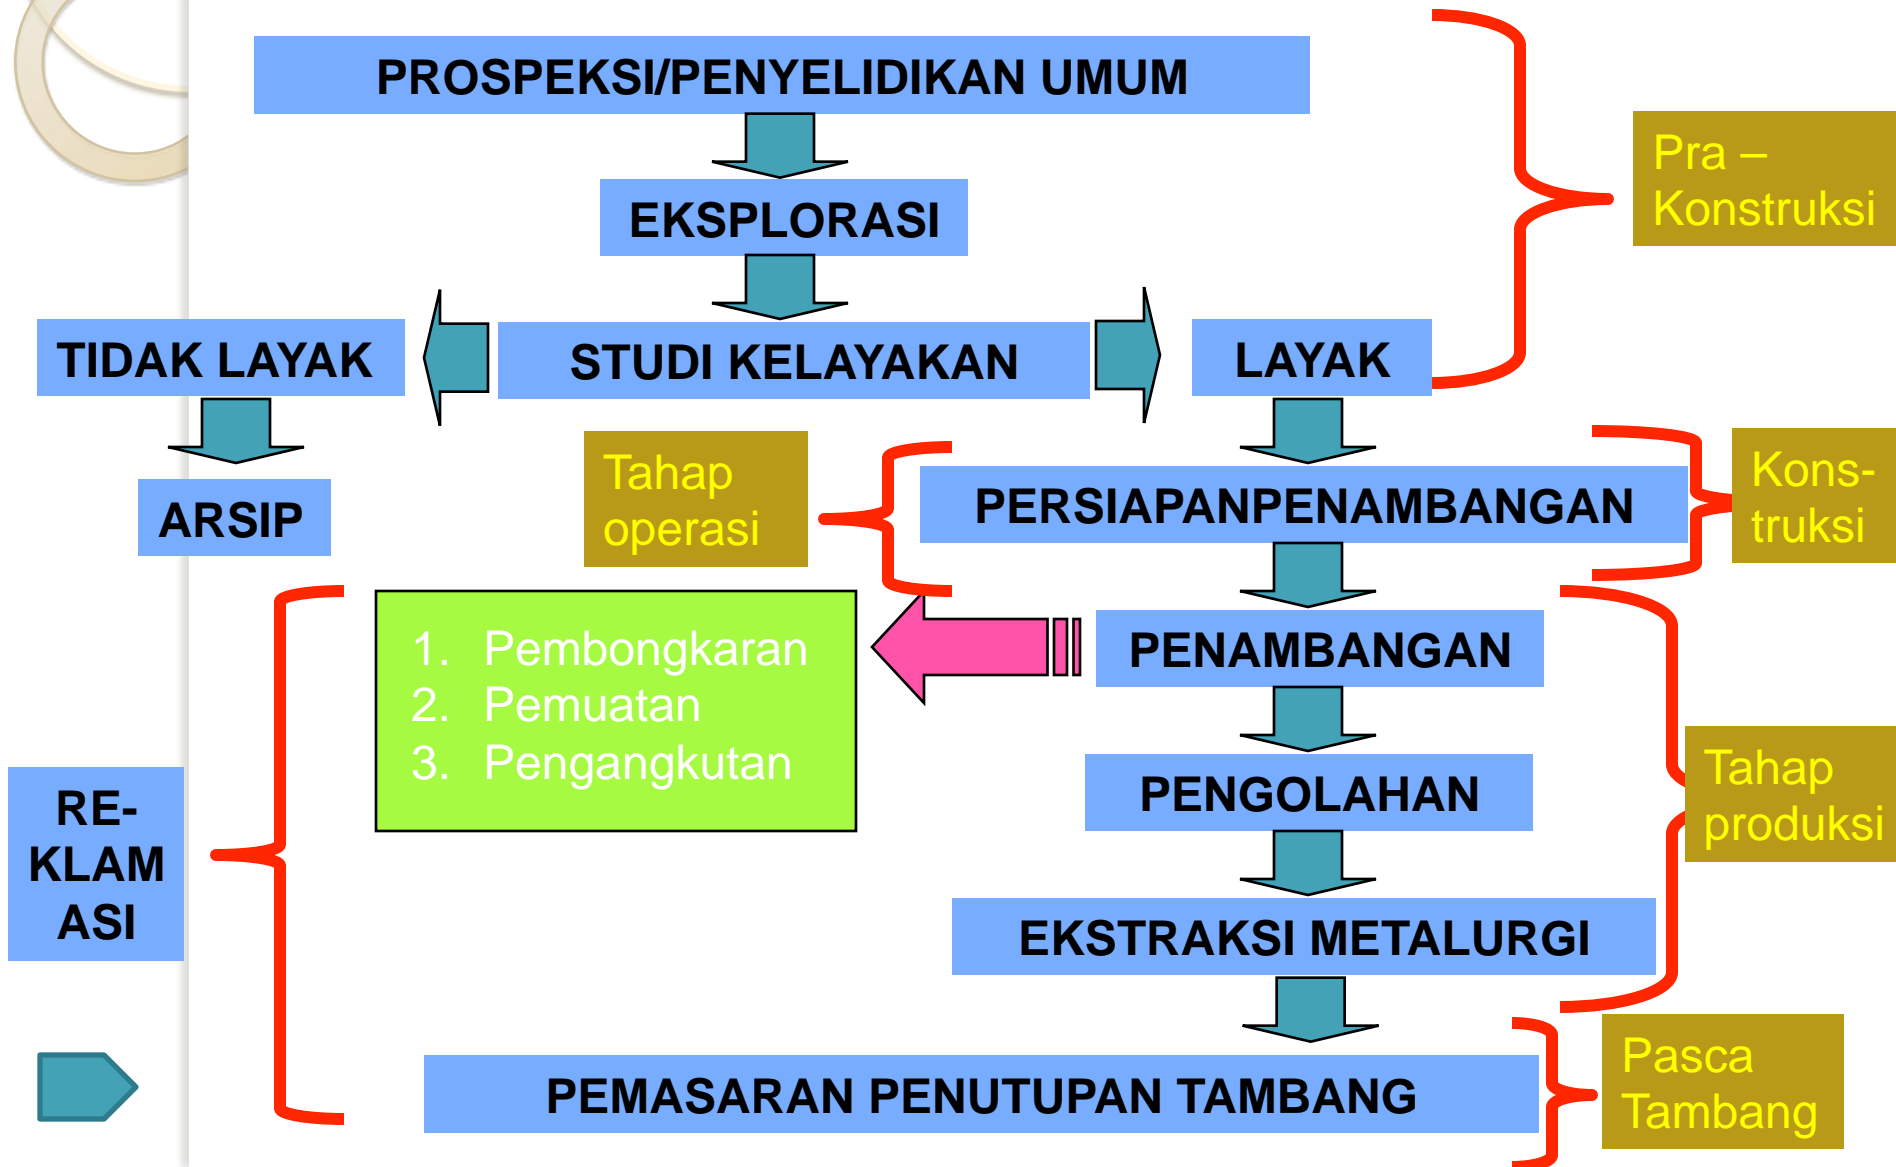 PROSPEKSI/PENYELIDIKAN UMUM
Pra –
Konstruksi
EKSPLORASI
TIDAK LAYAK
STUDI KELAYAKAN
LAYAK
ARSIP
Tahap
operasi
PERSIAPANPENAMBANGAN
Kons-
truksi
1. Pembongkaran
2. Pemuatan
3. Pengangkutan
PENAMBANGAN
PENGOLAHAN
Tahap
produksi
RE-
KLAM
ASI
EKSTRAKSI METALURGI
PEMASARAN PENUTUPAN TAMBANG
Pasca
Tambang